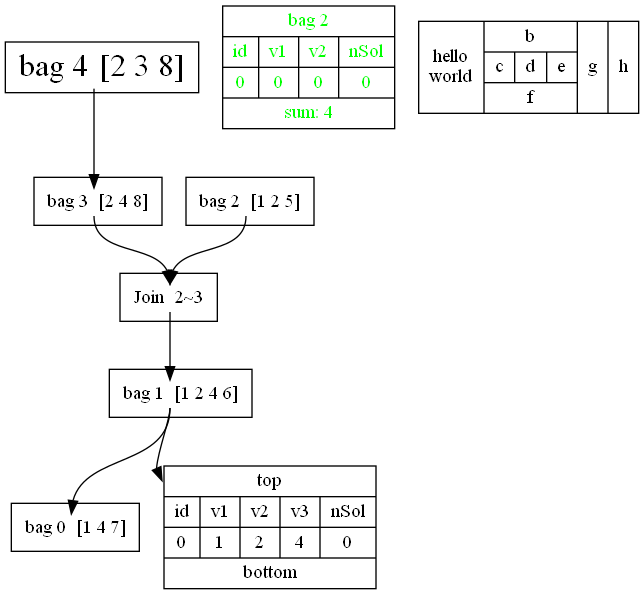 bag 4 [2 3 8]
bag 2
id v1 v2 nSol
0 0 0 0
sum: 4
hello
world
b
c d e
f
g
h
bag 3 [2 4 8]
bag 2 [1 2 5]
Join 2~3
bag 1 [1 2 4 6]
bag 0 [1 4 7]
top
id v1 v2 v3 nSol
0 1 2 4 0
bottom